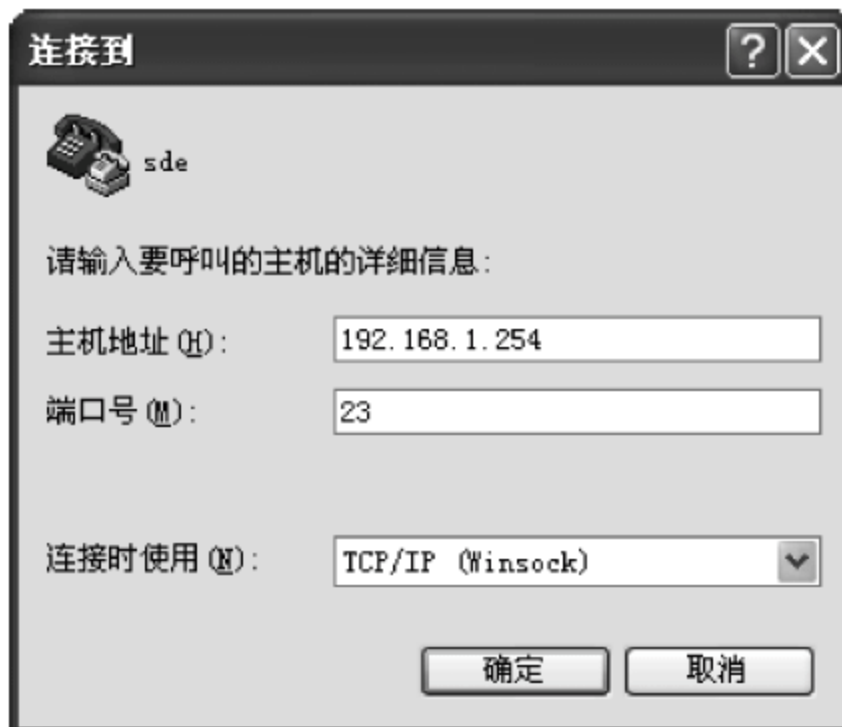 连接到
sde
请输入要呼叫的主机的详细信息:
主机地址(H): 192.168.1.254
端口号(M): 23
连接时使用(N): TCP/IP (Winsock)
确定 取消